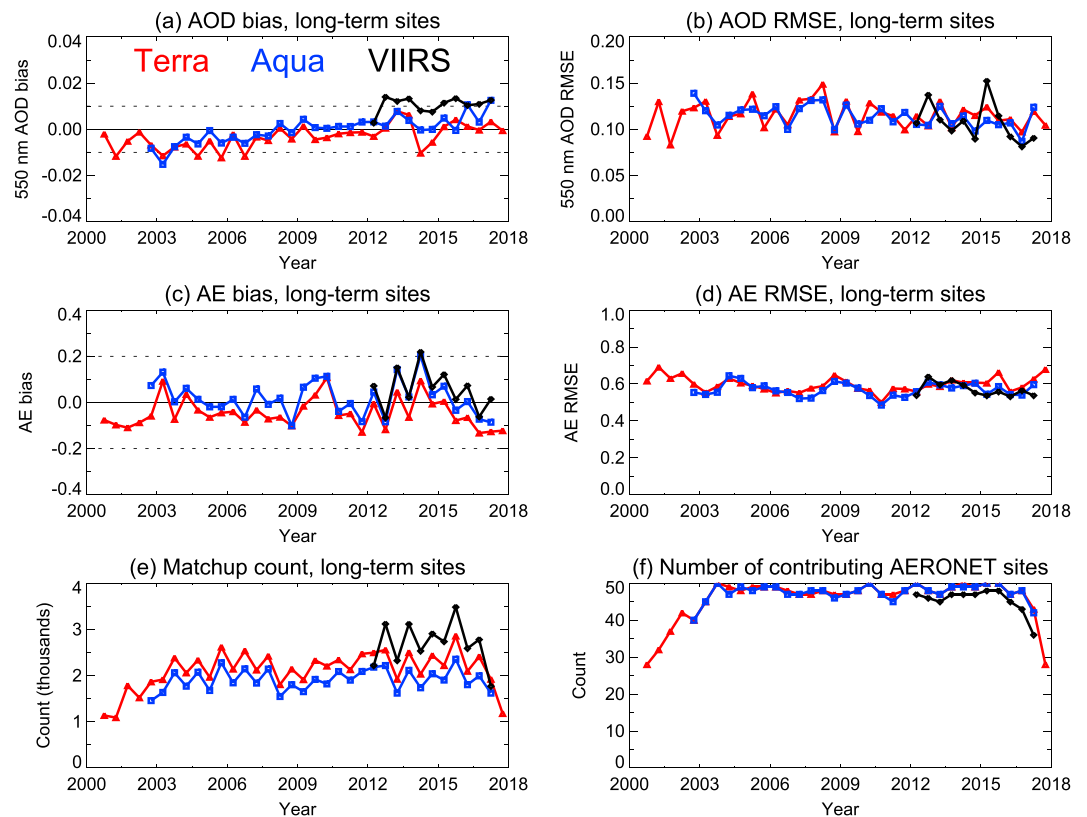 (a) AOD bias, long-term sites
550 nm AOD bias
0.04
0.02
0.00
-0.02
-0.04
Terra Aqua VIIRS
2000 2003 2006 2009 2012 2015 2018
Year
(b) AOD RMSE, long-term sites
550 nm AOD RMSE
0.20
0.15
0.10
0.05
0.00
2000 2003 2006 2009 2012 2015 2018
Year
(c) AE bias, long-term sites
AE bias
0.4
0.2
0.0
-0.2
-0.4
2000 2003 2006 2009 2012 2015 2018
Year
(d) AE RMSE, long-term sites
AE RMSE
1.0
0.8
0.6
0.4
0.2
0.0
2000 2003 2006 2009 2012 2015 2018
Year
(e) Matchup count, long-term sites
Count (thousands)
4
3
2
1
0
2000 2003 2006 2009 2012 2015 2018
Year
(f) Number of contributing AERONET sites
Count
50
40
30
20
10
0
2000 2003 2006 2009 2012 2015 2018
Year